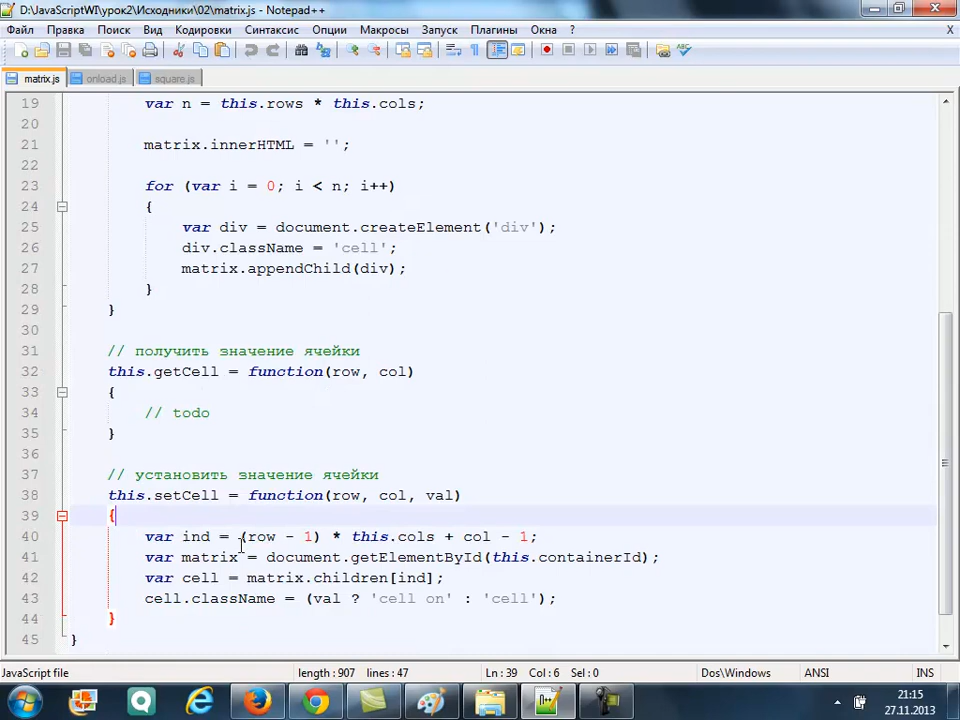 D:\JavaScriptWI\урок2\Исходники\02\matrix.js - Notepad++
Файл Правка Поиск Вид Кодировки Синтаксис Опции Макросы Запуск Плагины Окна ? X
matrix.js onload.js square.js
19 var n = this.rows * this.cols;
20
21 matrix.innerHTML = '';
22
23 for (var i = 0; i < n; i++)
24 {
25 var div = document.createElement('div');
26 div.className = 'cell';
27 matrix.appendChild(div);
28 }
29 }
30
31 // получить значение ячейки
32 this.getCell = function(row, col)
33 {
34 // todo
35 }
36
37 // установить значение ячейки
38 this.setCell = function(row, col, val)
39 {
40 var ind = (row - 1) * this.cols + col - 1;
41 var matrix = document.getElementById(this.containerId);
42 var cell = matrix.children[ind];
43 cell.className = (val ? 'cell on' : 'cell');
44 }
45 }
JavaScript file length : 907 lines : 47 Ln : 39 Col : 6 Sel : 0 Dos\Windows ANSI INS
21:15
27.11.2013